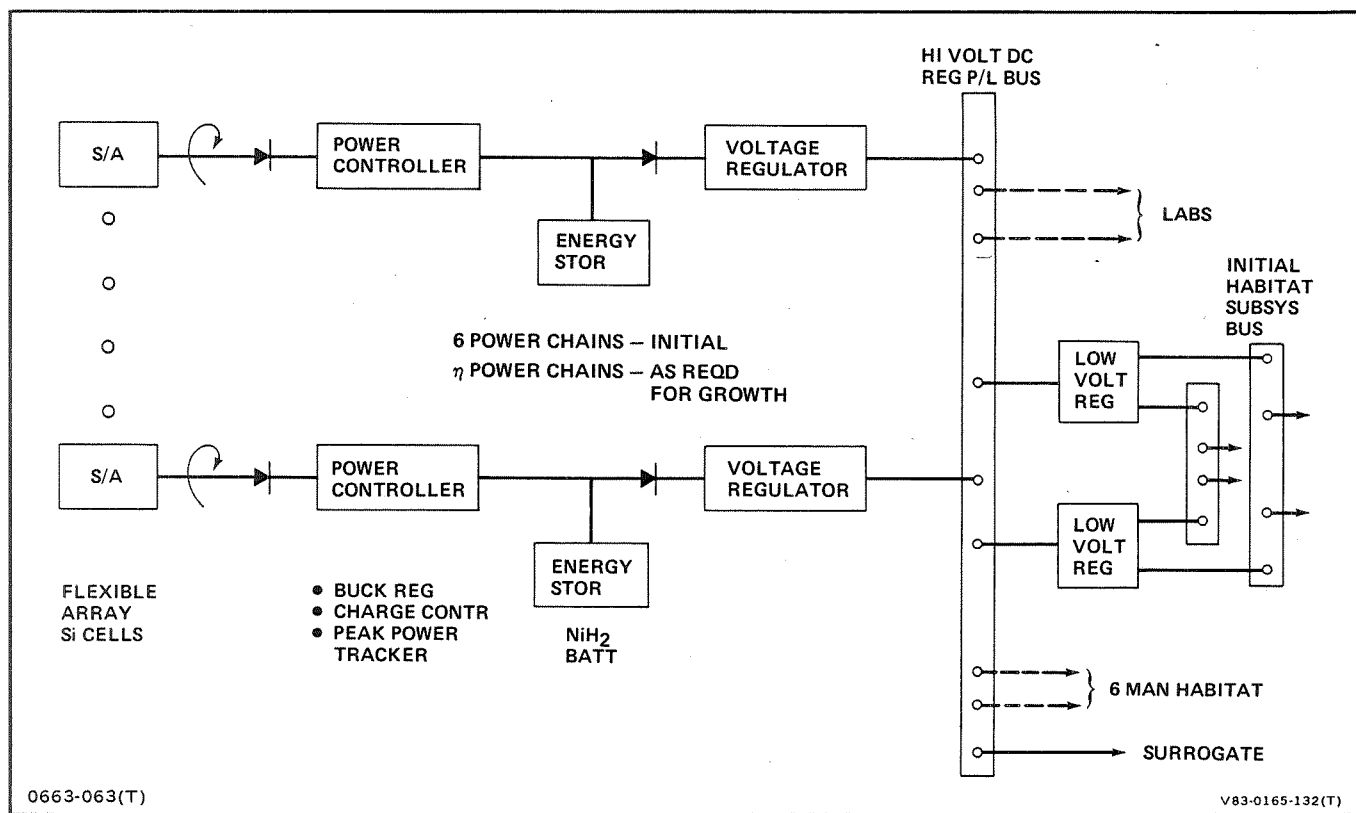 HI VOLT DC
REG P/L BUS
S/A
POWER
CONTROLLER
VOLTAGE
REGULATOR
LABS
ENERGY
STOR
INITIAL
HABITAT
SUBSYS
BUS
6 POWER CHAINS — INITIAL
η POWER CHAINS — AS REQD
FOR GROWTH
LOW
VOLT
REG
S/A
POWER
CONTROLLER
VOLTAGE
REGULATOR
LOW
VOLT
REG
ENERGY
STOR
FLEXIBLE
ARRAY
Si CELLS
● BUCK REG
● CHARGE CONTR
● PEAK POWER
TRACKER
NiH₂
BATT
6 MAN HABITAT
SURROGATE
0663-063(T)
V83-0165-132(T)